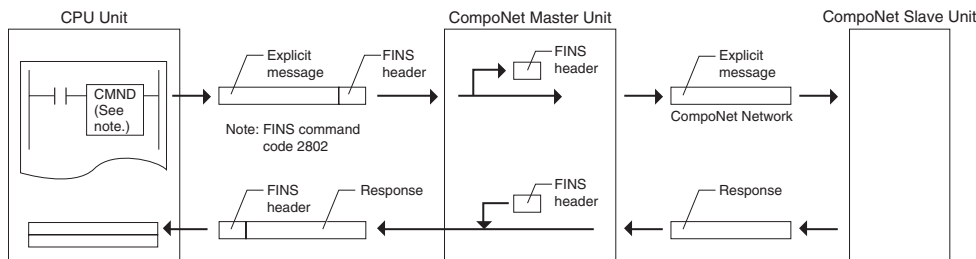 CPU Unit
CompoNet Master Unit
CompoNet Slave Unit
Explicit
message
FINS
header
FINS
header
Explicit
message
CMND
(See
note.)
CompoNet Network
Note: FINS command
code 2802
FINS
header
Response
FINS
header
Response